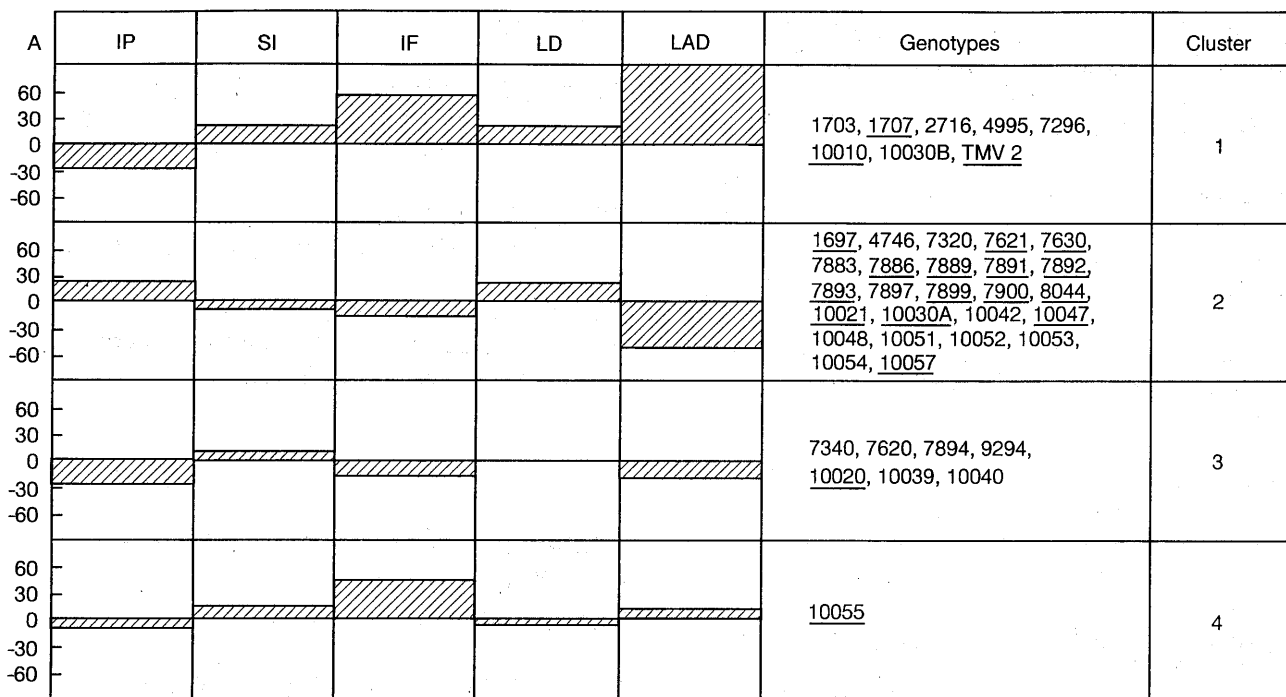 A IP SI IF LD LAD Genotypes Cluster
60
30
0
-30
-60
1703, 1707, 2716, 4995, 7296,
10010, 10030B, TMV 2
1
60
30
0
-30
-60
1697, 4746, 7320, 7621, 7630,
7883, 7886, 7889, 7891, 7892,
7893, 7897, 7899, 7900, 8044,
10021, 10030A, 10042, 10047,
10048, 10051, 10052, 10053,
10054, 10057
2
60
30
0
-30
-60
7340, 7620, 7894, 9294,
10020, 10039, 10040
3
60
30
0
-30
-60
10055
4